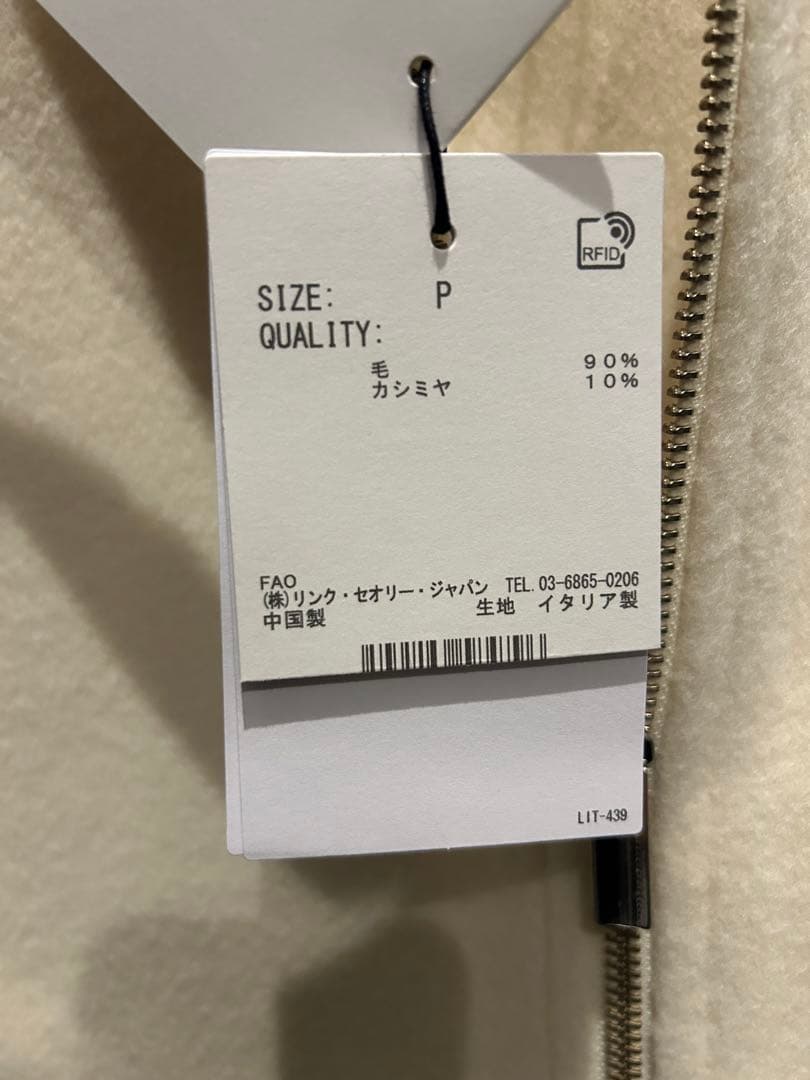 RFID
SIZE: P
QUALITY:
毛 90%
カシミヤ 10%
FAO
(株)リンク・セオリー・ジャパン TEL. 03-6865-0206
中国製 生地 イタリア製
LIT-439